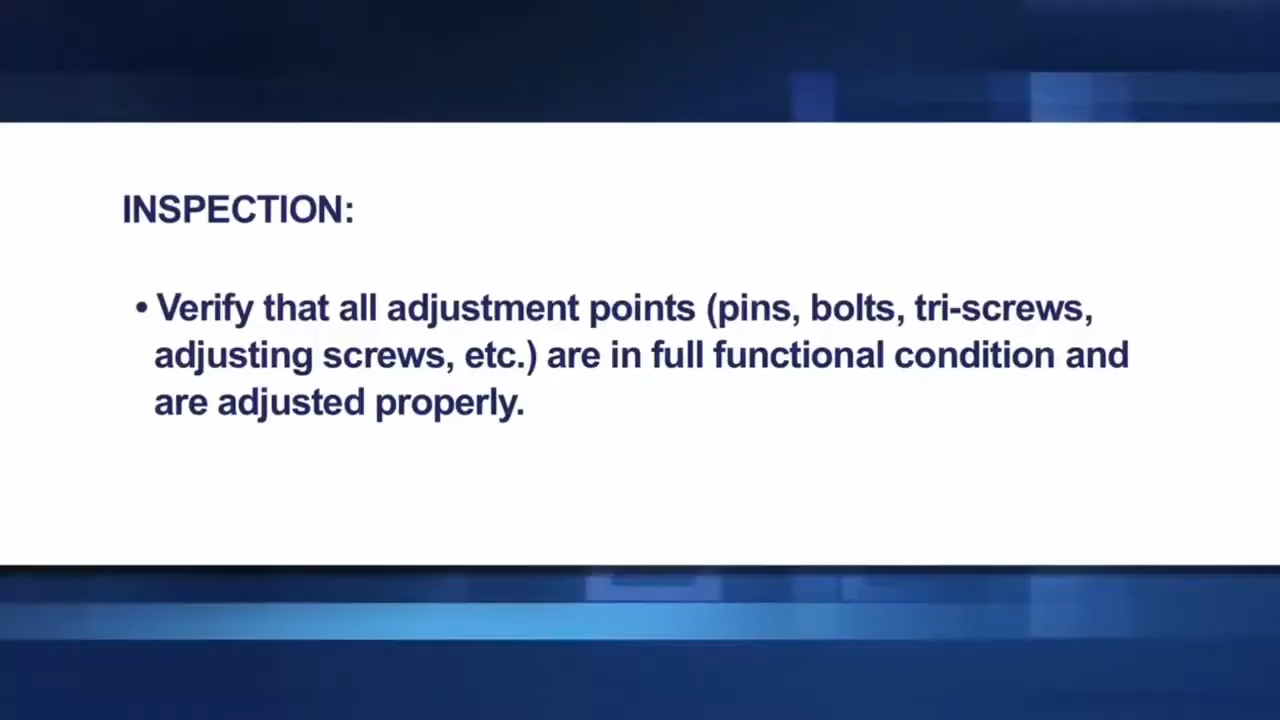 INSPECTION:
• Verify that all adjustment points (pins, bolts, tri-screws,
adjusting screws, etc.) are in full functional condition and
are adjusted properly.